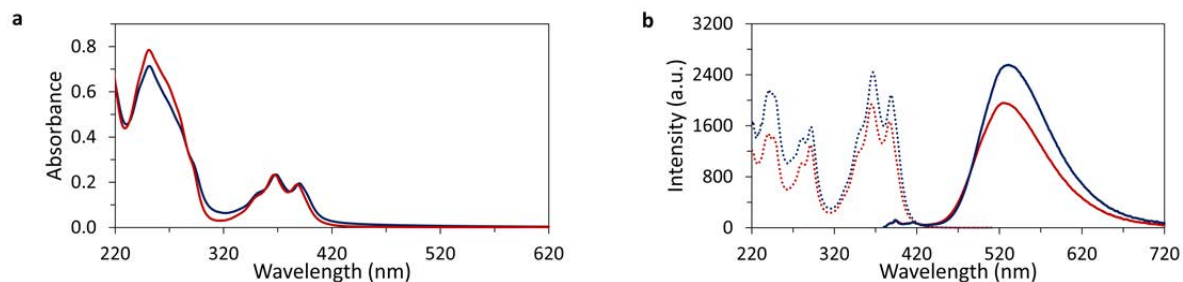 a
Absorbance
0.8
0.6
0.4
0.2
0.0
220 320 420 520 620
Wavelength (nm)
b
Intensity (a.u.)
3200
2400
1600
800
0
220 320 420 520 620 720
Wavelength (nm)